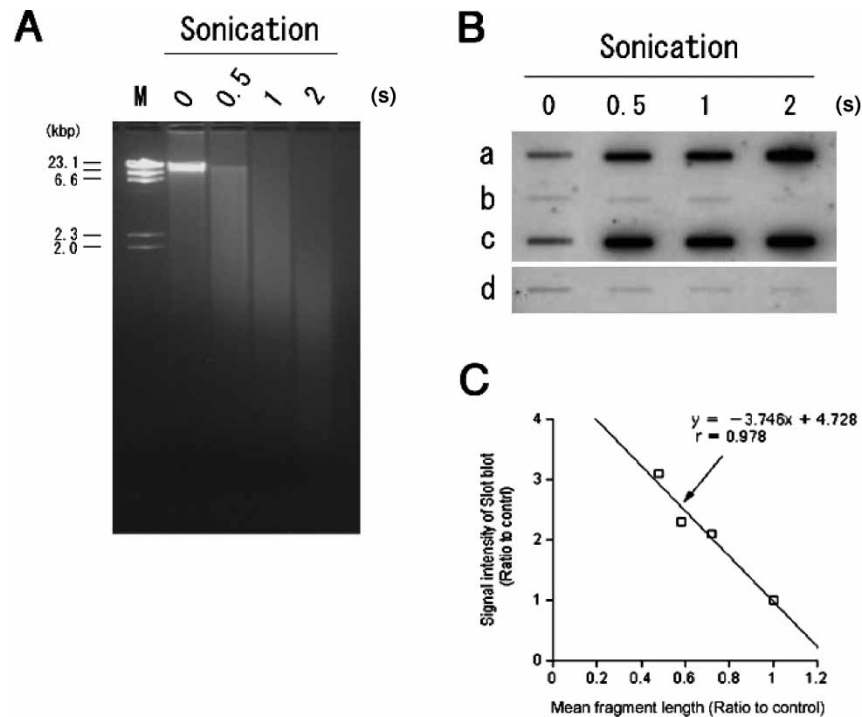 A
Sonication
M 0 0.5 1 2 (s)
(kbp)
23.1
6.6
2.3
2.0
B
Sonication
0 0.5 1 2 (s)
a
b
c
d
C
y = −3.746x + 4.728
r = 0.978
4
3
2
1
0
0 0.2 0.4 0.6 0.8 1 1.2
Signal intensity of Slot blot
(Ratio to contrl)
Mean fragment length (Ratio to control)